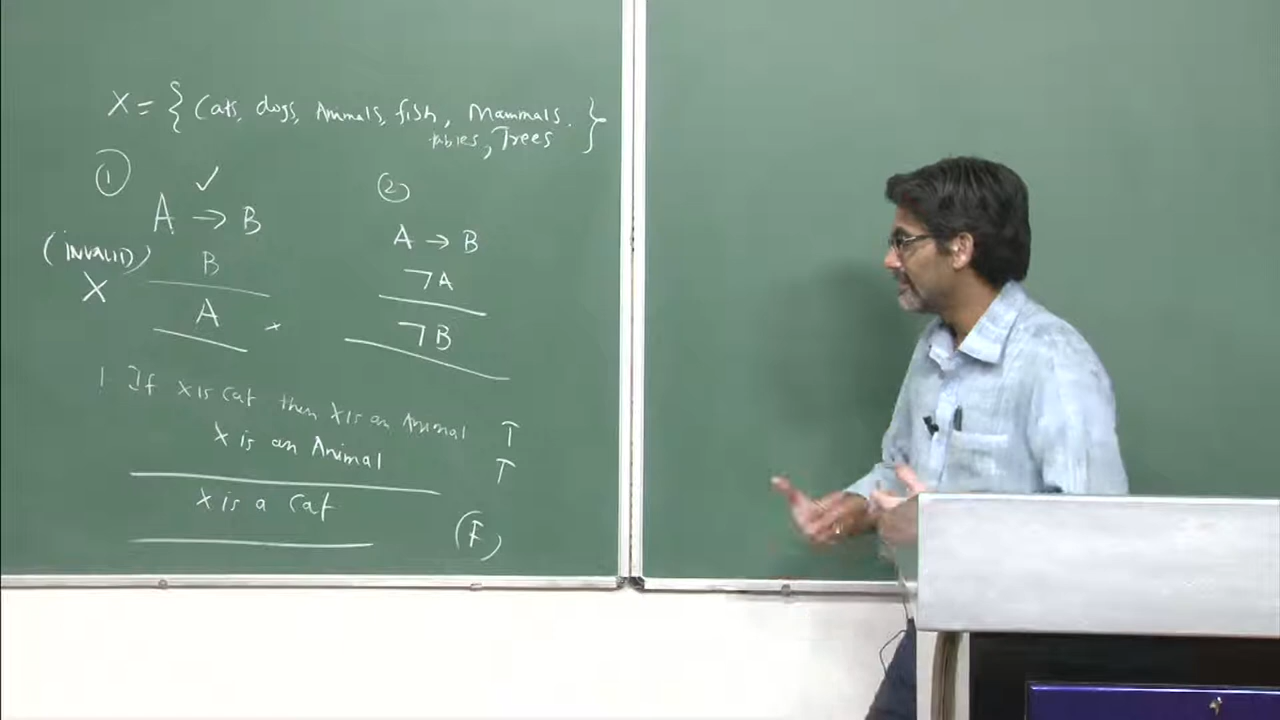 X = { Cats, dogs, Animals, fish, Mammals.
tables, Trees }
① ✓
A → B
(INVALID)
X
B
A ×
②
A → B
¬A
¬B
1. If x is cat then x is an Animal T
x is an Animal T
x is a cat (F)